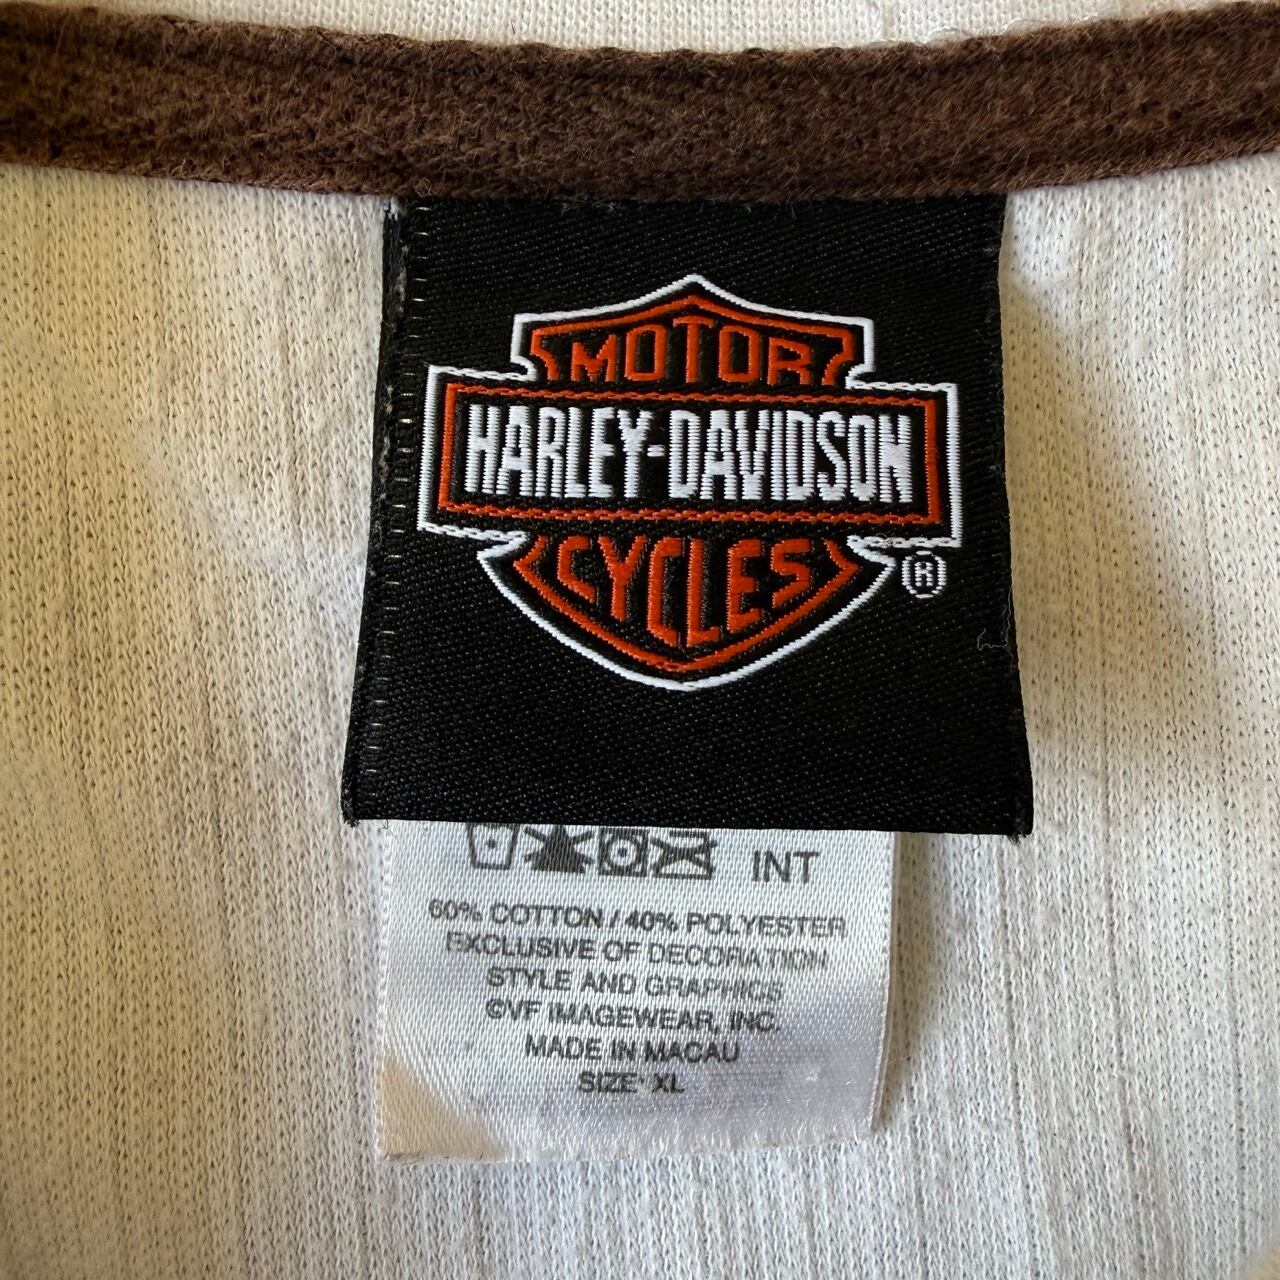 MOTOR
HARLEY-DAVIDSON
CYCLES
®
INT
60% COTTON / 40% POLYESTER
EXCLUSIVE OF DECORATION
STYLE AND GRAPHICS
©VF IMAGEWEAR, INC.
MADE IN MACAU
SIZE: XL